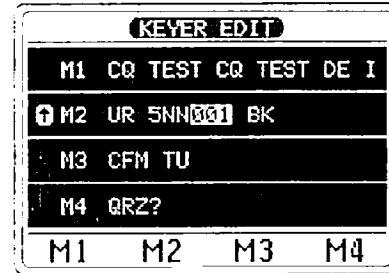 KEYER EDIT
M1 CQ TEST CQ TEST DE I
↑ M2 UR 5NN001 BK
M3 CFM TU
M4 QRZ?
M1 M2 M3 M4